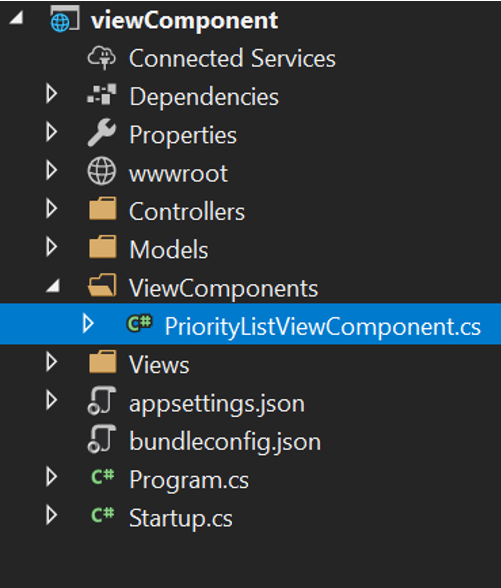 viewComponent
Connected Services
Dependencies
Properties
wwwroot
Controllers
Models
ViewComponents
C# PriorityListViewComponent.cs
Views
appsettings.json
bundleconfig.json
C# Program.cs
C# Startup.cs